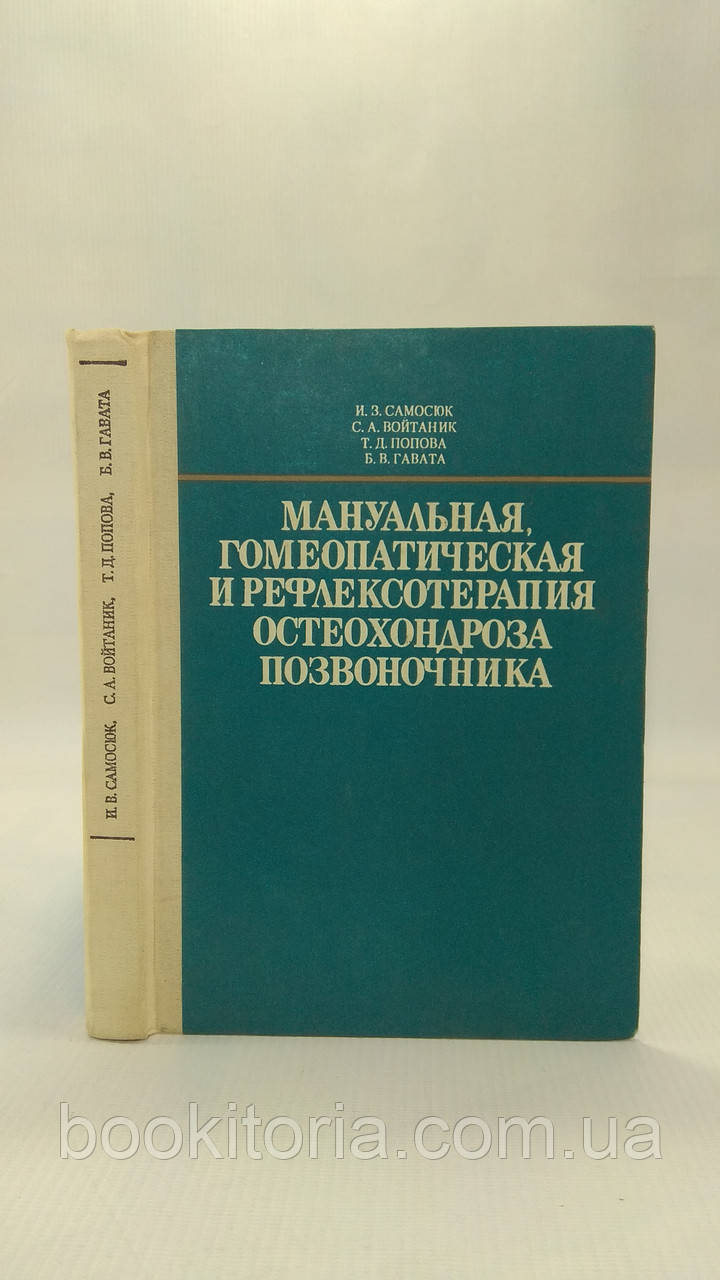 И. В. САМОСЮК, С. А. ВОЙТАНИК, Т. Д. ПОПОВА, Б. В. ГАВАТА
И. З. САМОСЮК
С. А. ВОЙТАНИК
Т. Д. ПОПОВА
Б. В. ГАВАТА
МАНУАЛЬНАЯ,
ГОМЕОПАТИЧЕСКАЯ
И РЕФЛЕКСОТЕРАПИЯ
ОСТЕОХОНДРОЗА
ПОЗВОНОЧНИКА
bookitoria.com.ua